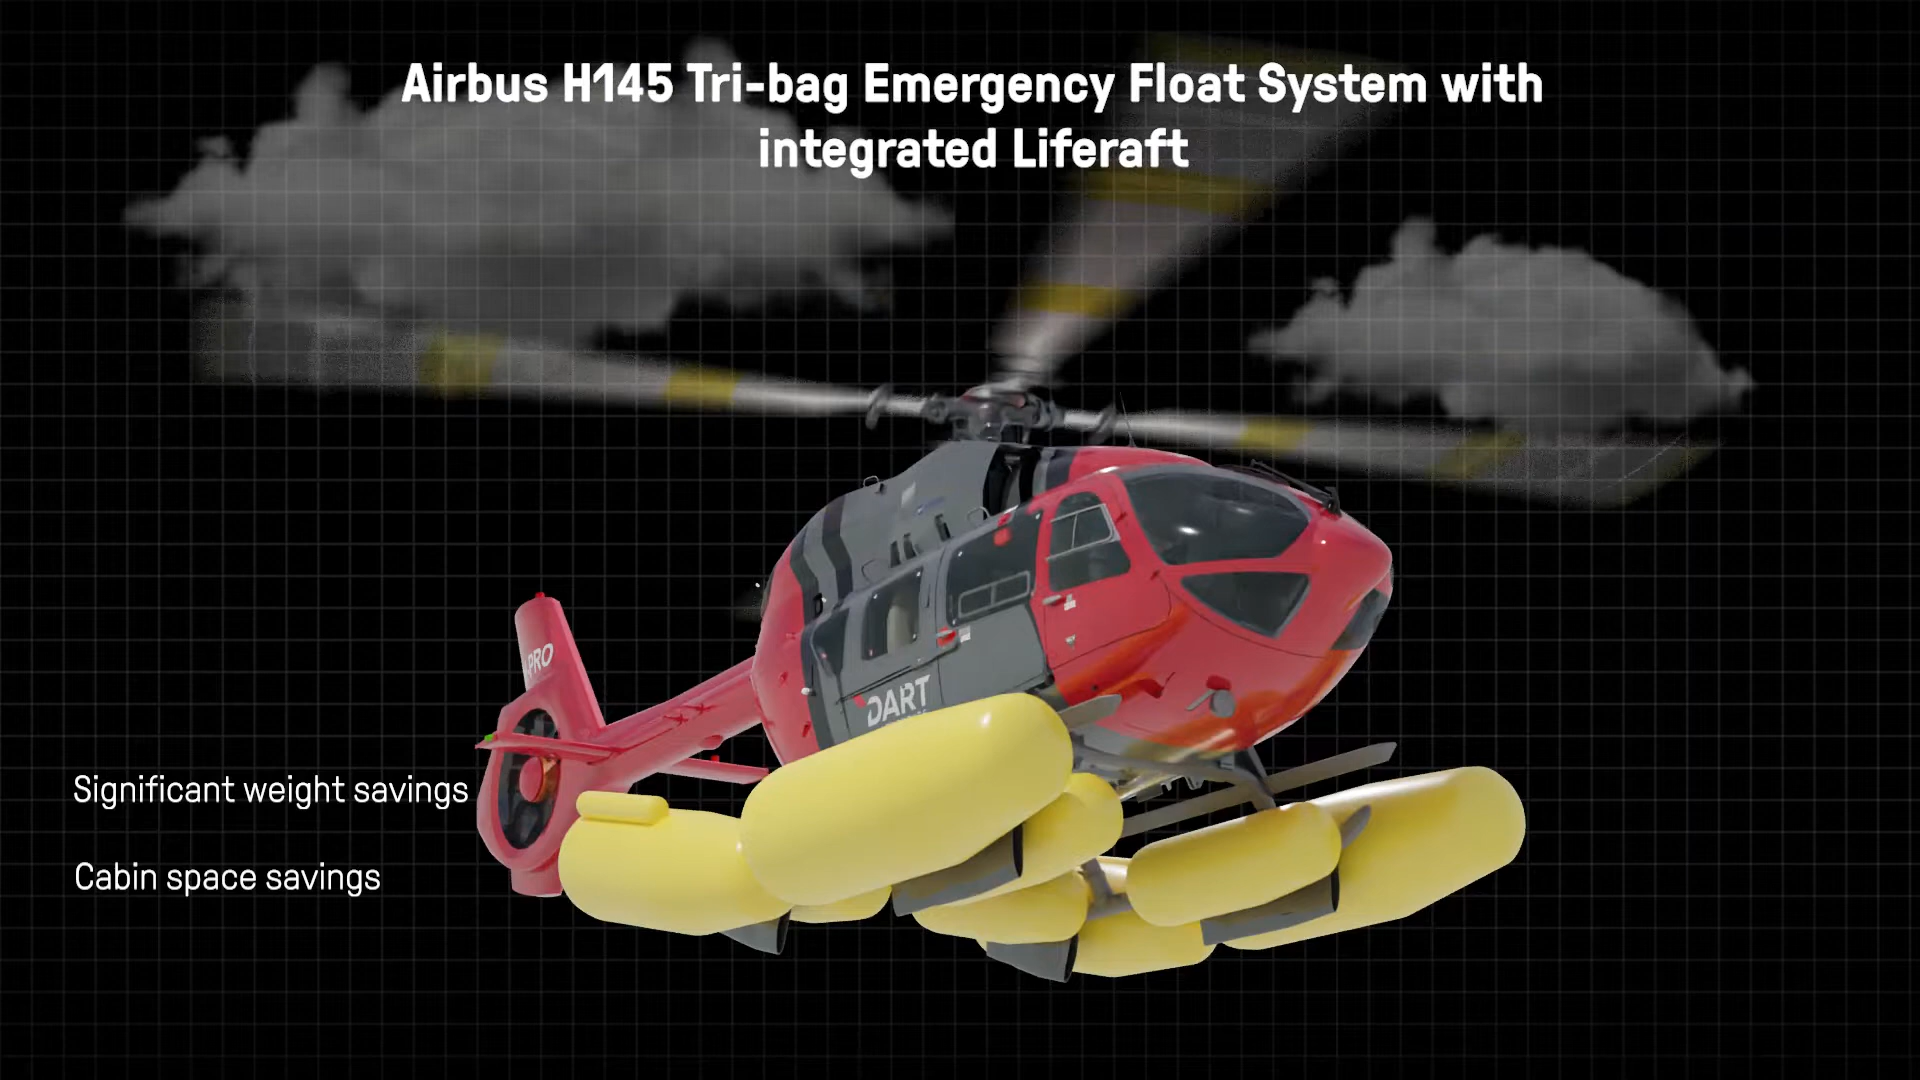 Airbus H145 Tri-bag Emergency Float System with
integrated Liferaft
PRO
DART
Significant weight savings
Cabin space savings